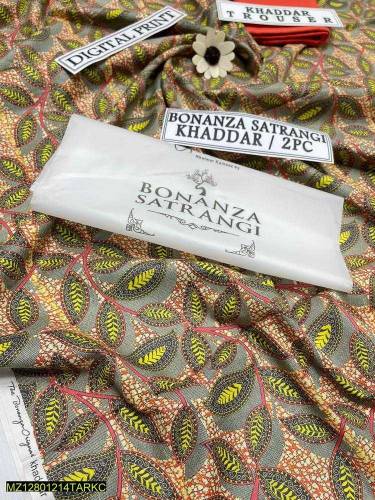 KHADDAR
TROUSER
DIGITAL PRINT
BONANZA SATRANGI
KHADDAR / 2PC
BONANZA
SATRANGI
MZ12801214TARKC